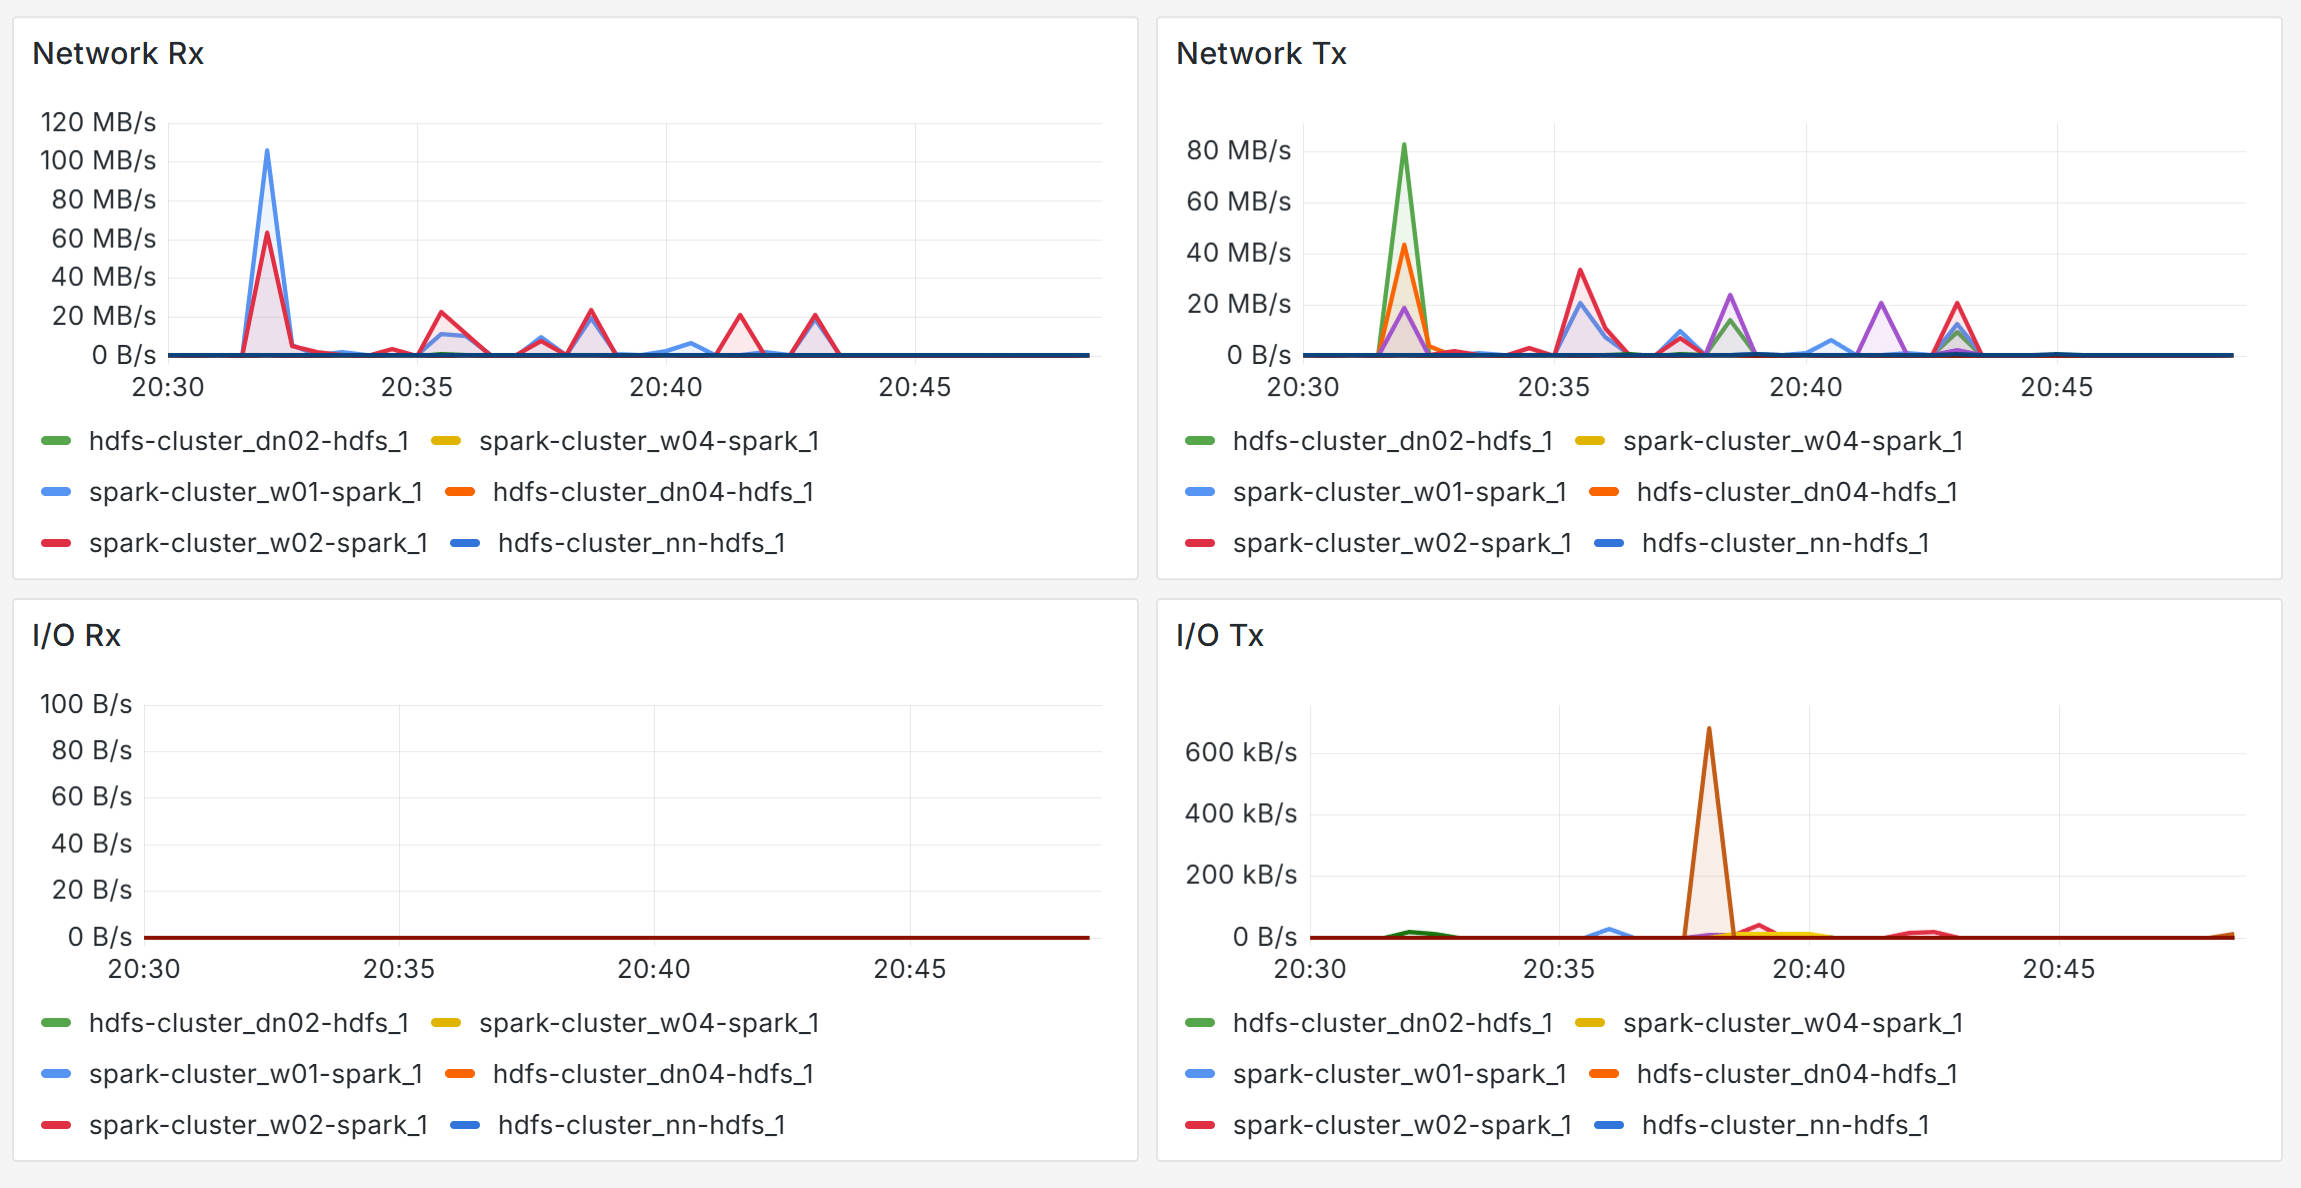 Network Rx
120 MB/s
100 MB/s
80 MB/s
60 MB/s
40 MB/s
20 MB/s
0 B/s
20:30 20:35 20:40 20:45
hdfs-cluster_dn02-hdfs_1 spark-cluster_w04-spark_1
spark-cluster_w01-spark_1 hdfs-cluster_dn04-hdfs_1
spark-cluster_w02-spark_1 hdfs-cluster_nn-hdfs_1
Network Tx
80 MB/s
60 MB/s
40 MB/s
20 MB/s
0 B/s
20:30 20:35 20:40 20:45
hdfs-cluster_dn02-hdfs_1 spark-cluster_w04-spark_1
spark-cluster_w01-spark_1 hdfs-cluster_dn04-hdfs_1
spark-cluster_w02-spark_1 hdfs-cluster_nn-hdfs_1
I/O Rx
100 B/s
80 B/s
60 B/s
40 B/s
20 B/s
0 B/s
20:30 20:35 20:40 20:45
hdfs-cluster_dn02-hdfs_1 spark-cluster_w04-spark_1
spark-cluster_w01-spark_1 hdfs-cluster_dn04-hdfs_1
spark-cluster_w02-spark_1 hdfs-cluster_nn-hdfs_1
I/O Tx
600 kB/s
400 kB/s
200 kB/s
0 B/s
20:30 20:35 20:40 20:45
hdfs-cluster_dn02-hdfs_1 spark-cluster_w04-spark_1
spark-cluster_w01-spark_1 hdfs-cluster_dn04-hdfs_1
spark-cluster_w02-spark_1 hdfs-cluster_nn-hdfs_1